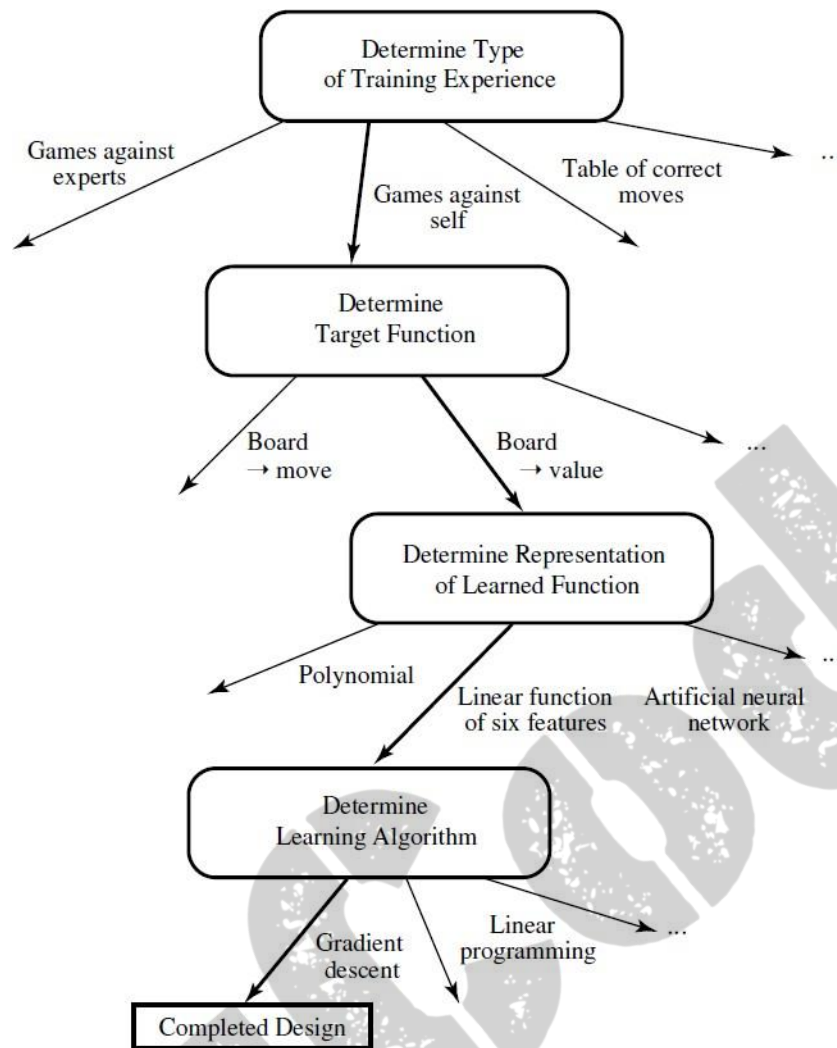 Determine Type
of Training Experience
Games against
experts
Games against
self
Table of correct
moves
...
Determine
Target Function
Board
→ move
Board
→ value
...
Determine Representation
of Learned Function
Polynomial
Linear function
of six features
Artificial neural
network
...
Determine
Learning Algorithm
Gradient
descent
Linear
programming
...
Completed Design